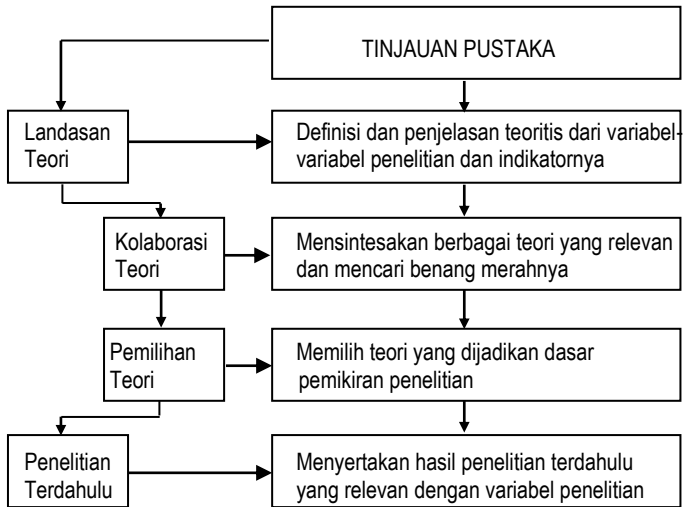 TINJAUAN PUSTAKA
Landasan
Teori
Definisi dan penjelasan teoritis dari variabel-
variabel penelitian dan indikatornya
Kolaborasi
Teori
Mensintesakan berbagai teori yang relevan
dan mencari benang merahnya
Pemilihan
Teori
Memilih teori yang dijadikan dasar
pemikiran penelitian
Penelitian
Terdahulu
Menyertakan hasil penelitian terdahulu
yang relevan dengan variabel penelitian